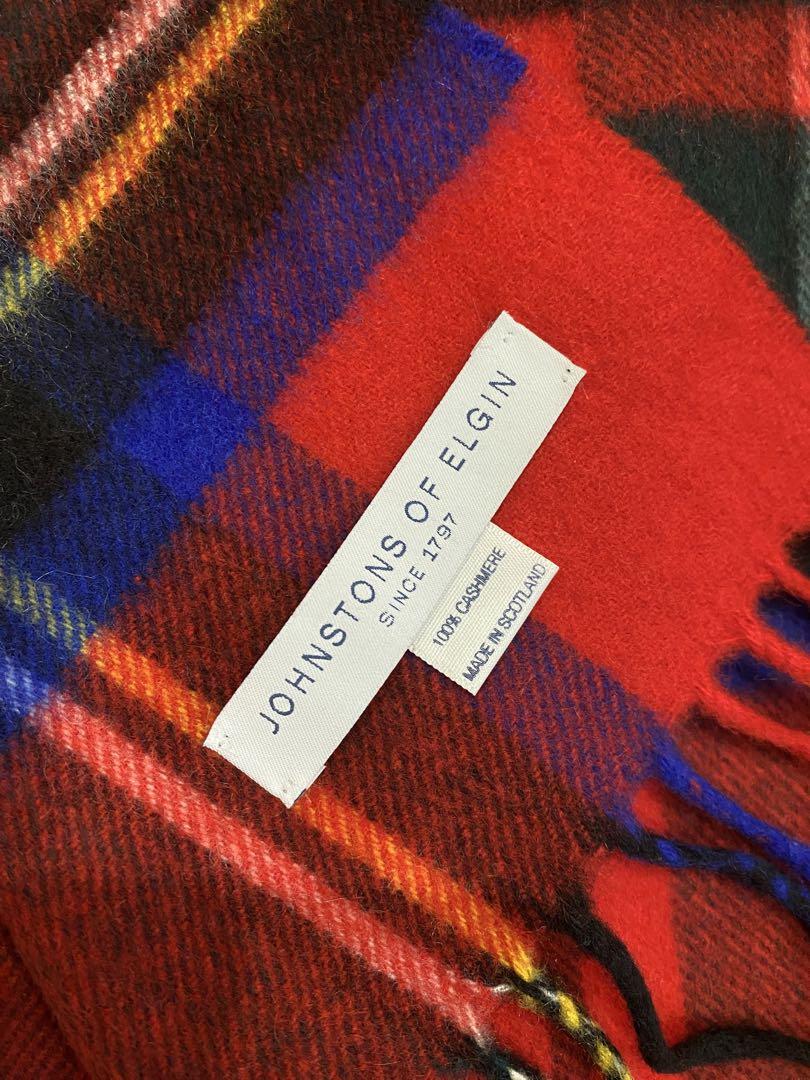 JOHNSTONS OF ELGIN
SINCE 1797
100% CASHMERE
MADE IN SCOTLAND